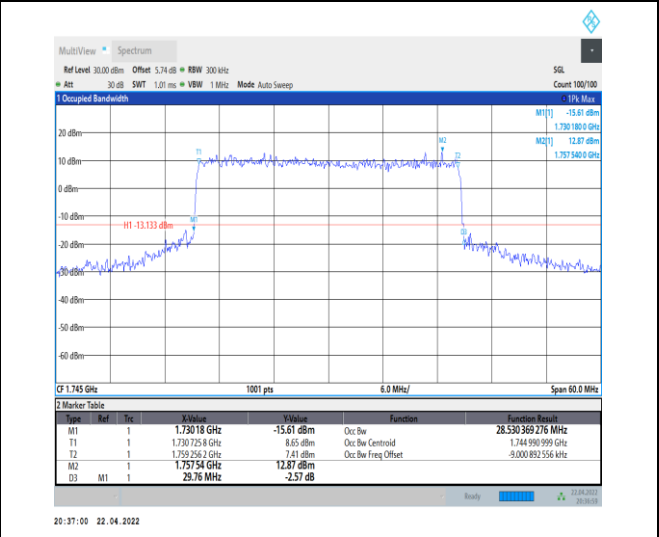 MultiView Spectrum
Ref Level 30.00 dBm Offset 5.74 dB RBW 300 kHz SGL
Att 30 dB SWT 1.01 ms VBW 1 MHz Mode Auto Sweep Count 100/100
1 Occupied Bandwidth 1Pk Max
M1[1] -15.61 dBm
1.730 180 0 GHz
20 dBm M2 M2[1] 12.87 dBm
1.757 540 0 GHz
T1 T2
10 dBm
0 dBm
-10 dBm
H1 -13.133 dBm M1
D3
-20 dBm
-30 dBm
-40 dBm
-50 dBm
-60 dBm
CF 1.745 GHz 1001 pts 6.0 MHz/ Span 60.0 MHz
2 Marker Table
Type Ref Trc X-Value Y-Value Function Function Result
M1 1 1.73018 GHz -15.61 dBm Occ Bw 28.530 369 276 MHz
T1 1 1.730 725 8 GHz 8.65 dBm Occ Bw Centroid 1.744 990 999 GHz
T2 1 1.759 256 2 GHz 7.41 dBm Occ Bw Freq Offset -9.000 892 556 kHz
M2 1 1.75754 GHz 12.87 dBm
D3 M1 1 29.76 MHz -2.57 dB
Ready 22.04.2022
20:36:58
20:37:00 22.04.2022